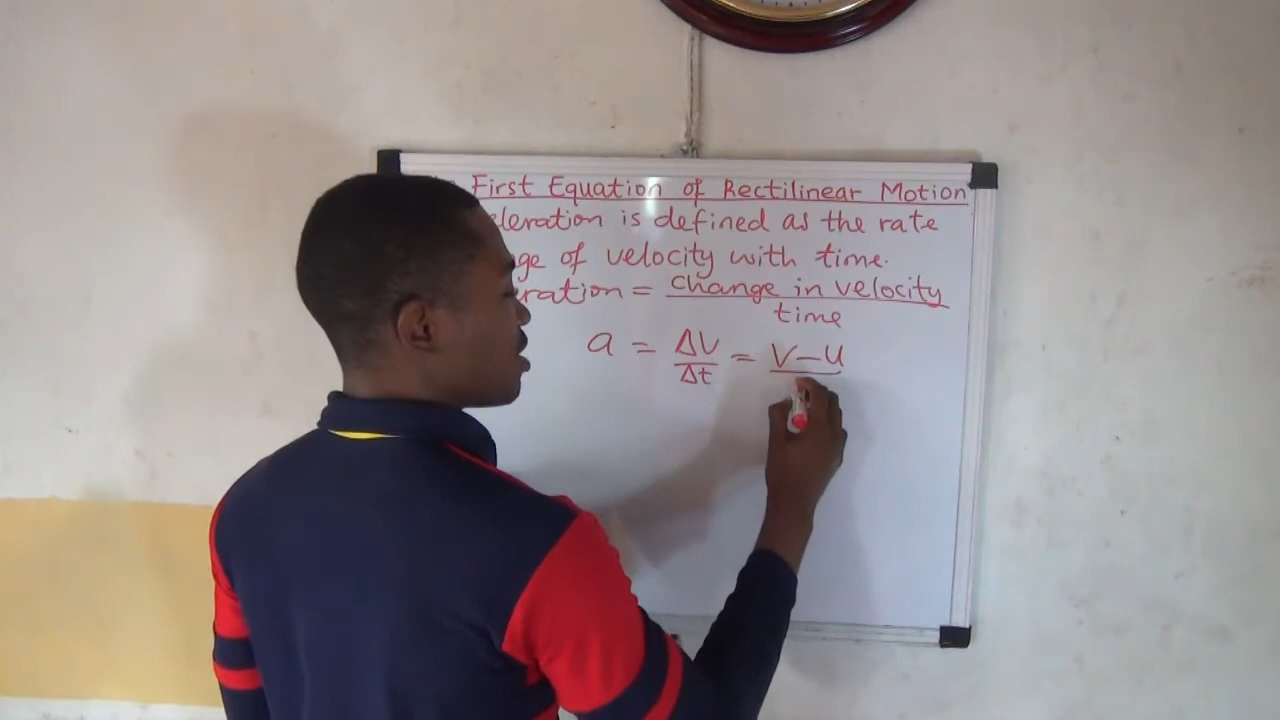 First Equation of Rectilinear Motion
eleration is defined as the rate
ge of velocity with time.
ration = change in velocity
time
a = ΔV = V-U
Δt